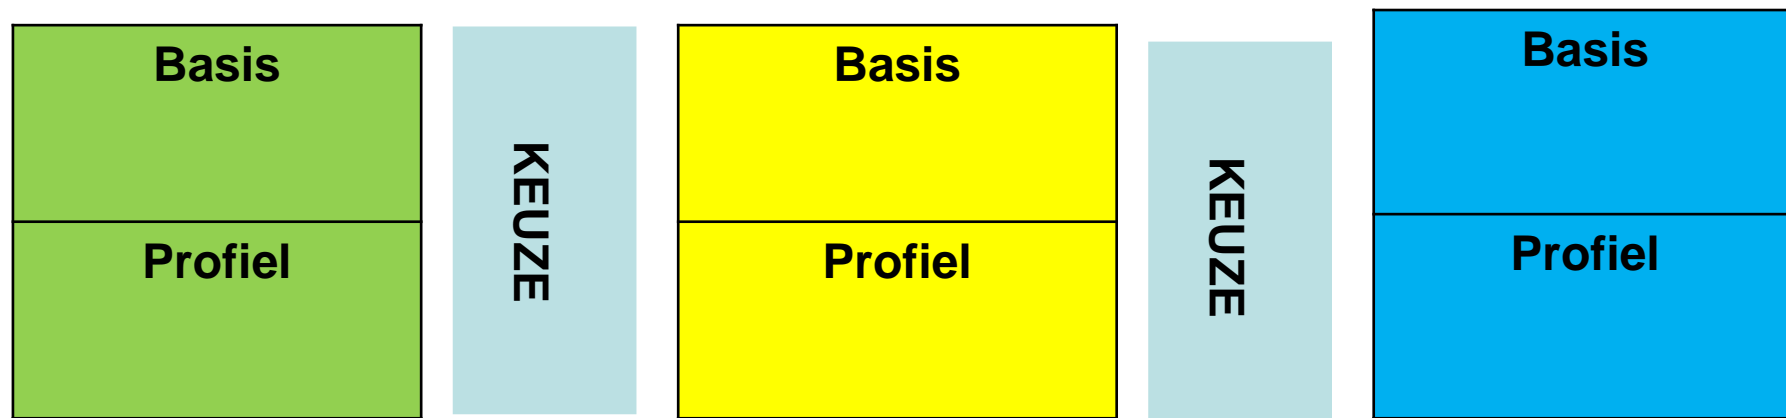 Basis
Profiel
KEUZE
Basis
Profiel
KEUZE
Basis
Profiel